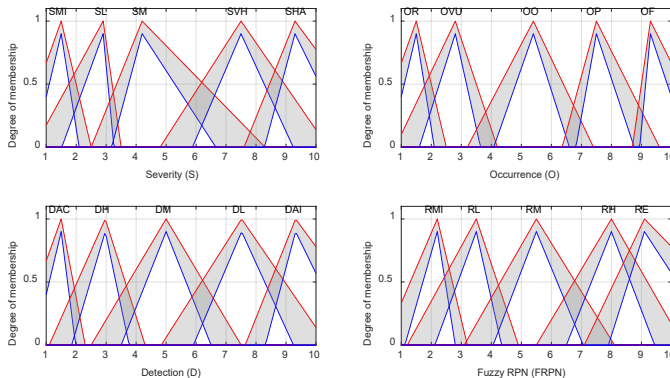 SMI SL SM SVH SHA
1
0.5
0
Degree of membership
1 2 3 4 5 6 7 8 9 10
Severity (S)
OR OVU OO OP OF
1
0.5
0
Degree of membership
1 2 3 4 5 6 7 8 9 10
Occurrence (O)
DAC DH DM DL DAI
1
0.5
0
Degree of membership
1 2 3 4 5 6 7 8 9 10
Detection (D)
RMI RL RM RH RE
1
0.5
0
Degree of membership
1 2 3 4 5 6 7 8 9 10
Fuzzy RPN (FRPN)